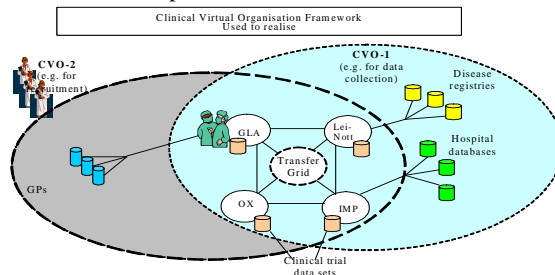 Clinical Virtual Organisation Framework
Used to realise
CVO-2
(e.g. for
CVO-1
(e.g. for data
collection)
Disease
registries
GLA
Lei-
Nott
Hospital
databases
Transfer
Grid
GPs
OX
IMP
Clinical trial
data sets